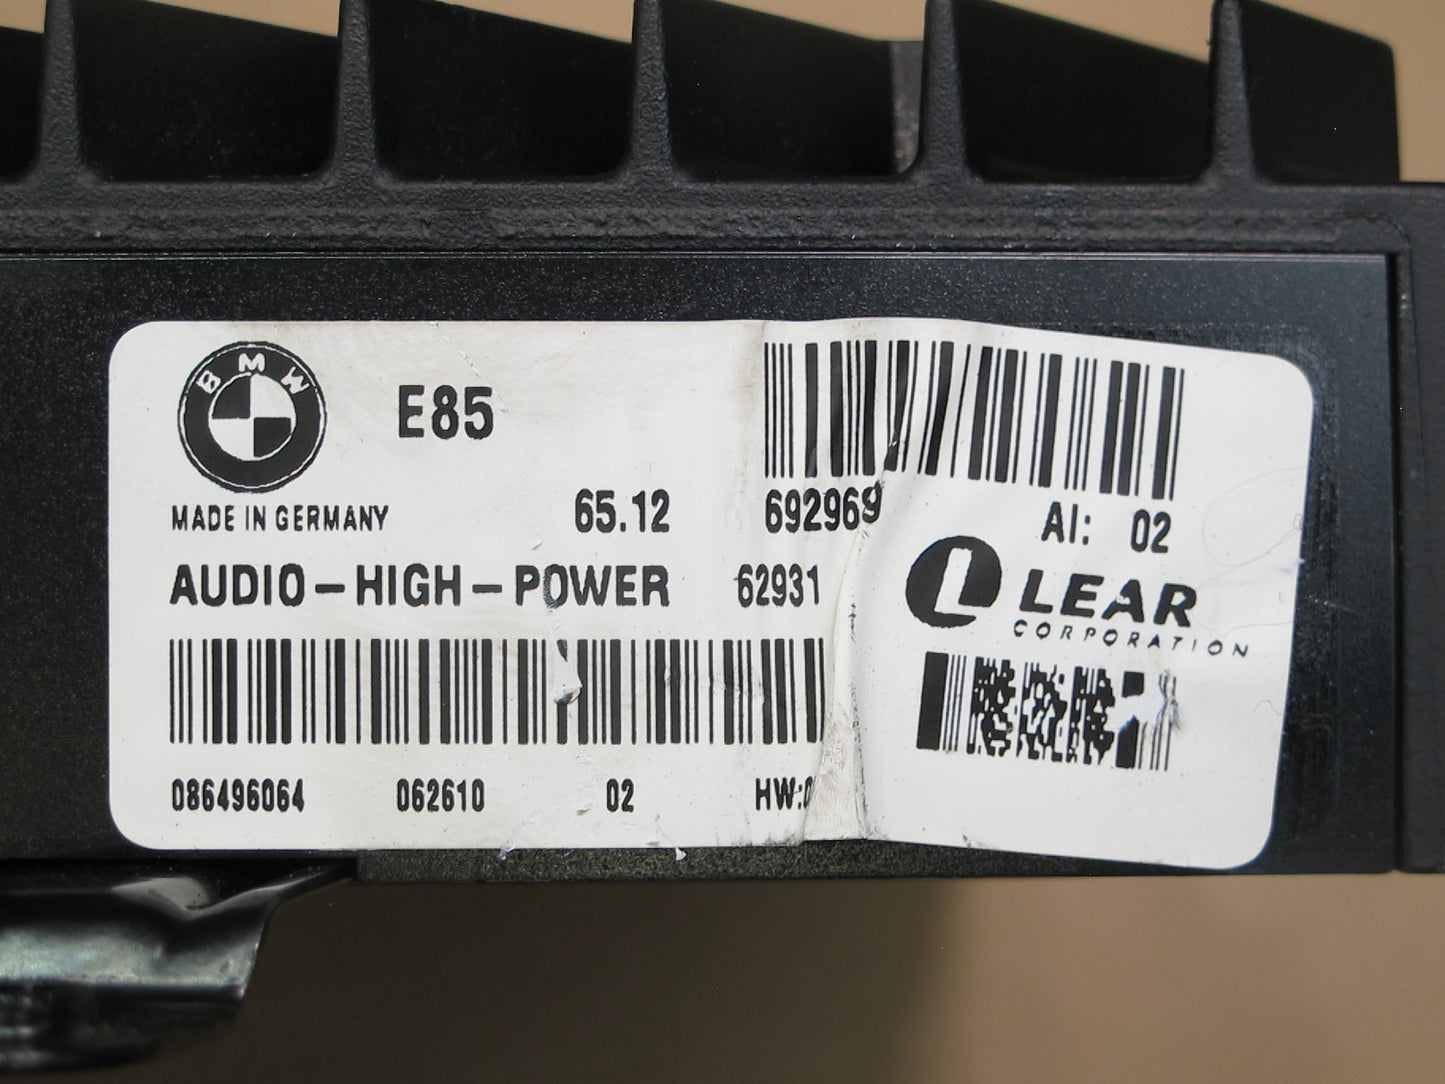 BMW
E85
MADE IN GERMANY 65.12 692969
AI: 02
AUDIO-HIGH-POWER 62931
LEAR
CORPORATION
086496064 062610 02 HW:0